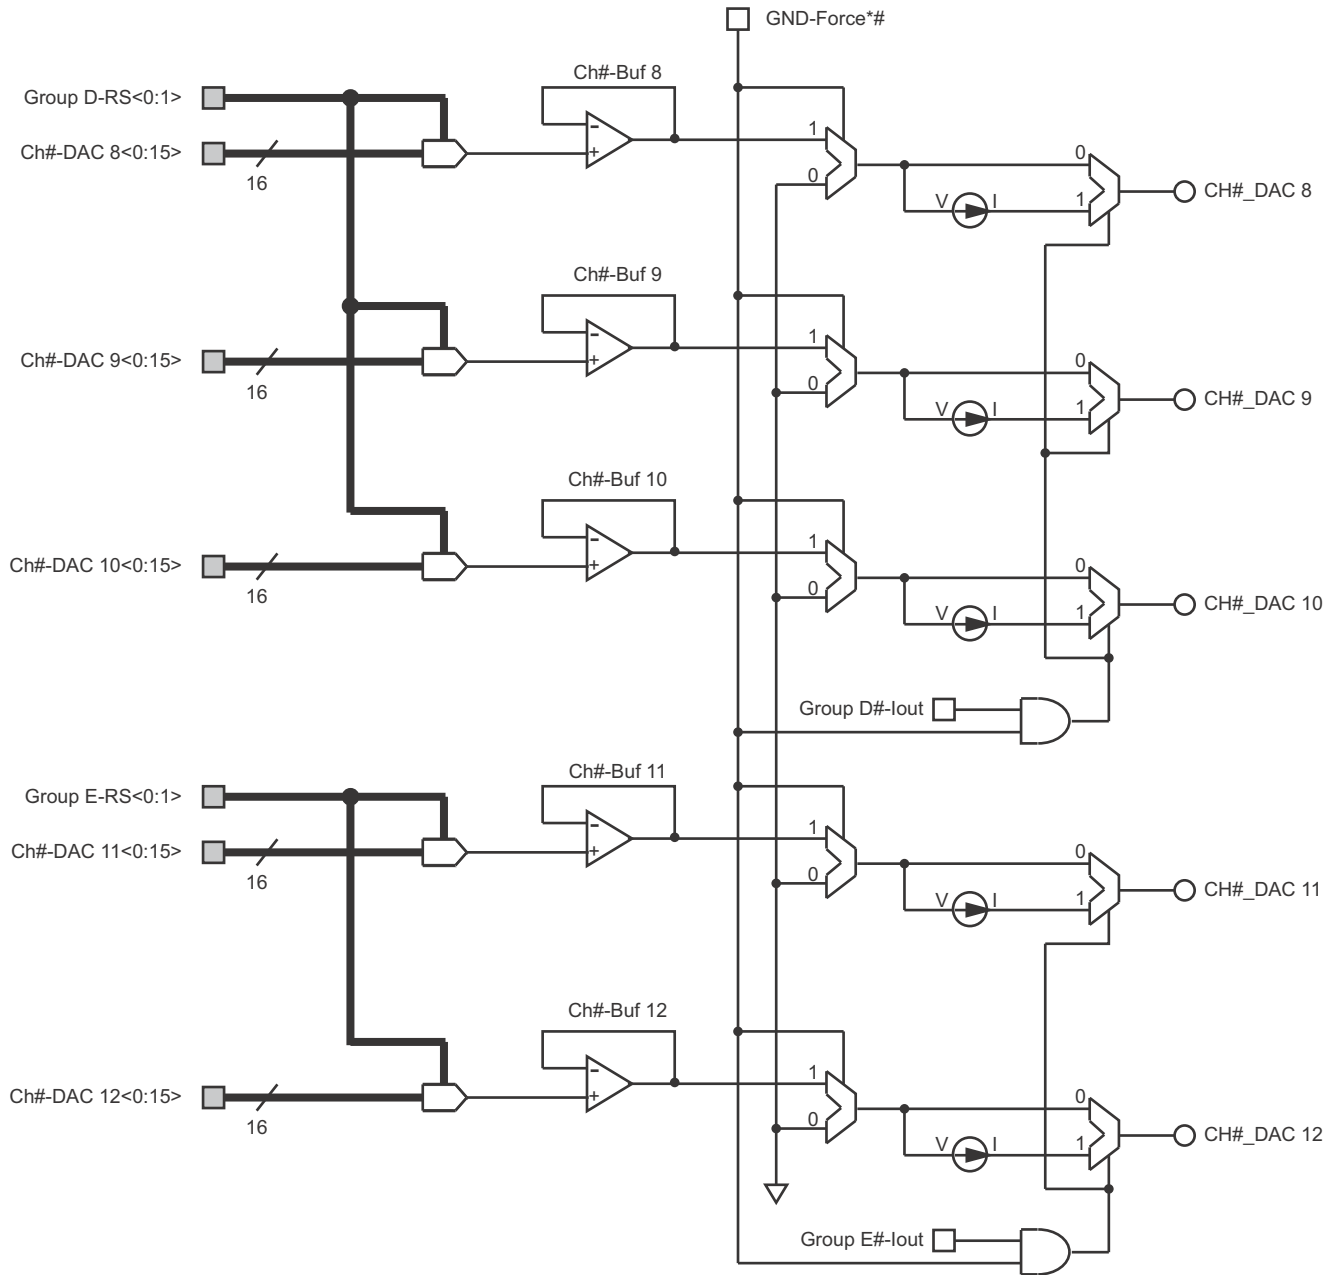 GND-Force*#
Ch#-Buf 8
Group D-RS<0:1>
Ch#-DAC 8<0:15>
16
-
+
1
0
V
I
0
1
CH#_DAC 8
Ch#-Buf 9
Ch#-DAC 9<0:15>
16
-
+
1
0
V
I
0
1
CH#_DAC 9
Ch#-Buf 10
Ch#-DAC 10<0:15>
16
-
+
1
0
V
I
0
1
CH#_DAC 10
Group D#-Iout
Ch#-Buf 11
Group E-RS<0:1>
Ch#-DAC 11<0:15>
16
-
+
1
0
V
I
0
1
CH#_DAC 11
Ch#-Buf 12
Ch#-DAC 12<0:15>
16
-
+
1
0
V
I
0
1
CH#_DAC 12
Group E#-Iout